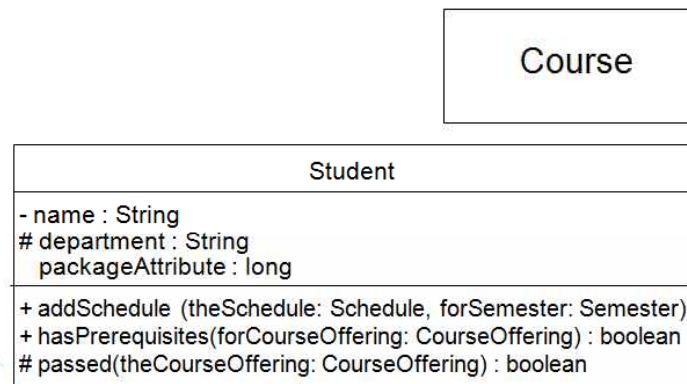 Course
Student
- name : String
# department : String
packageAttribute : long
+ addSchedule (theSchedule: Schedule, forSemester: Semester)
+ hasPrerequisites(forCourseOffering: CourseOffering) : boolean
# passed(theCourseOffering: CourseOffering) : boolean